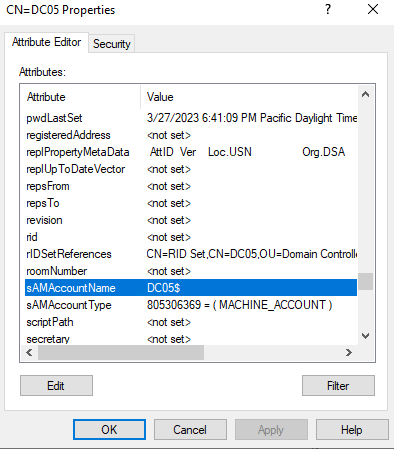 CN=DC05 Properties
? X
Attribute Editor Security
Attributes:
Attribute Value
pwdLastSet 3/27/2023 6:41:09 PM Pacific Daylight Time
registeredAddress <not set>
replPropertyMetaData AttID Ver Loc.USN Org.DSA
replUpToDateVector <not set>
repsFrom <not set>
repsTo <not set>
revision <not set>
rid <not set>
rIDSetReferences CN=RID Set,CN=DC05,OU=Domain Controlle
roomNumber <not set>
sAMAccountName DC05$
sAMAccountType 805306369 = ( MACHINE_ACCOUNT )
scriptPath <not set>
secretary <not set>
Edit Filter
OK Cancel Apply Help